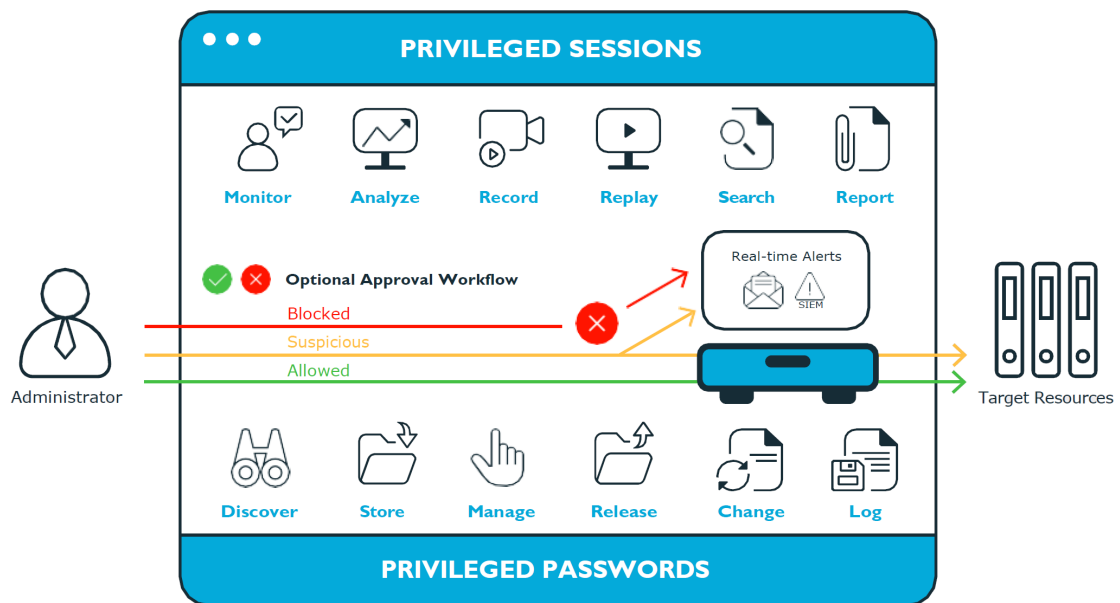 PRIVILEGED SESSIONS
Monitor
Analyze
Record
Replay
Search
Report
Real-time Alerts
SIEM
Optional Approval Workflow
Blocked
Suspicious
Allowed
Administrator
Target Resources
Discover
Store
Manage
Release
Change
Log
PRIVILEGED PASSWORDS